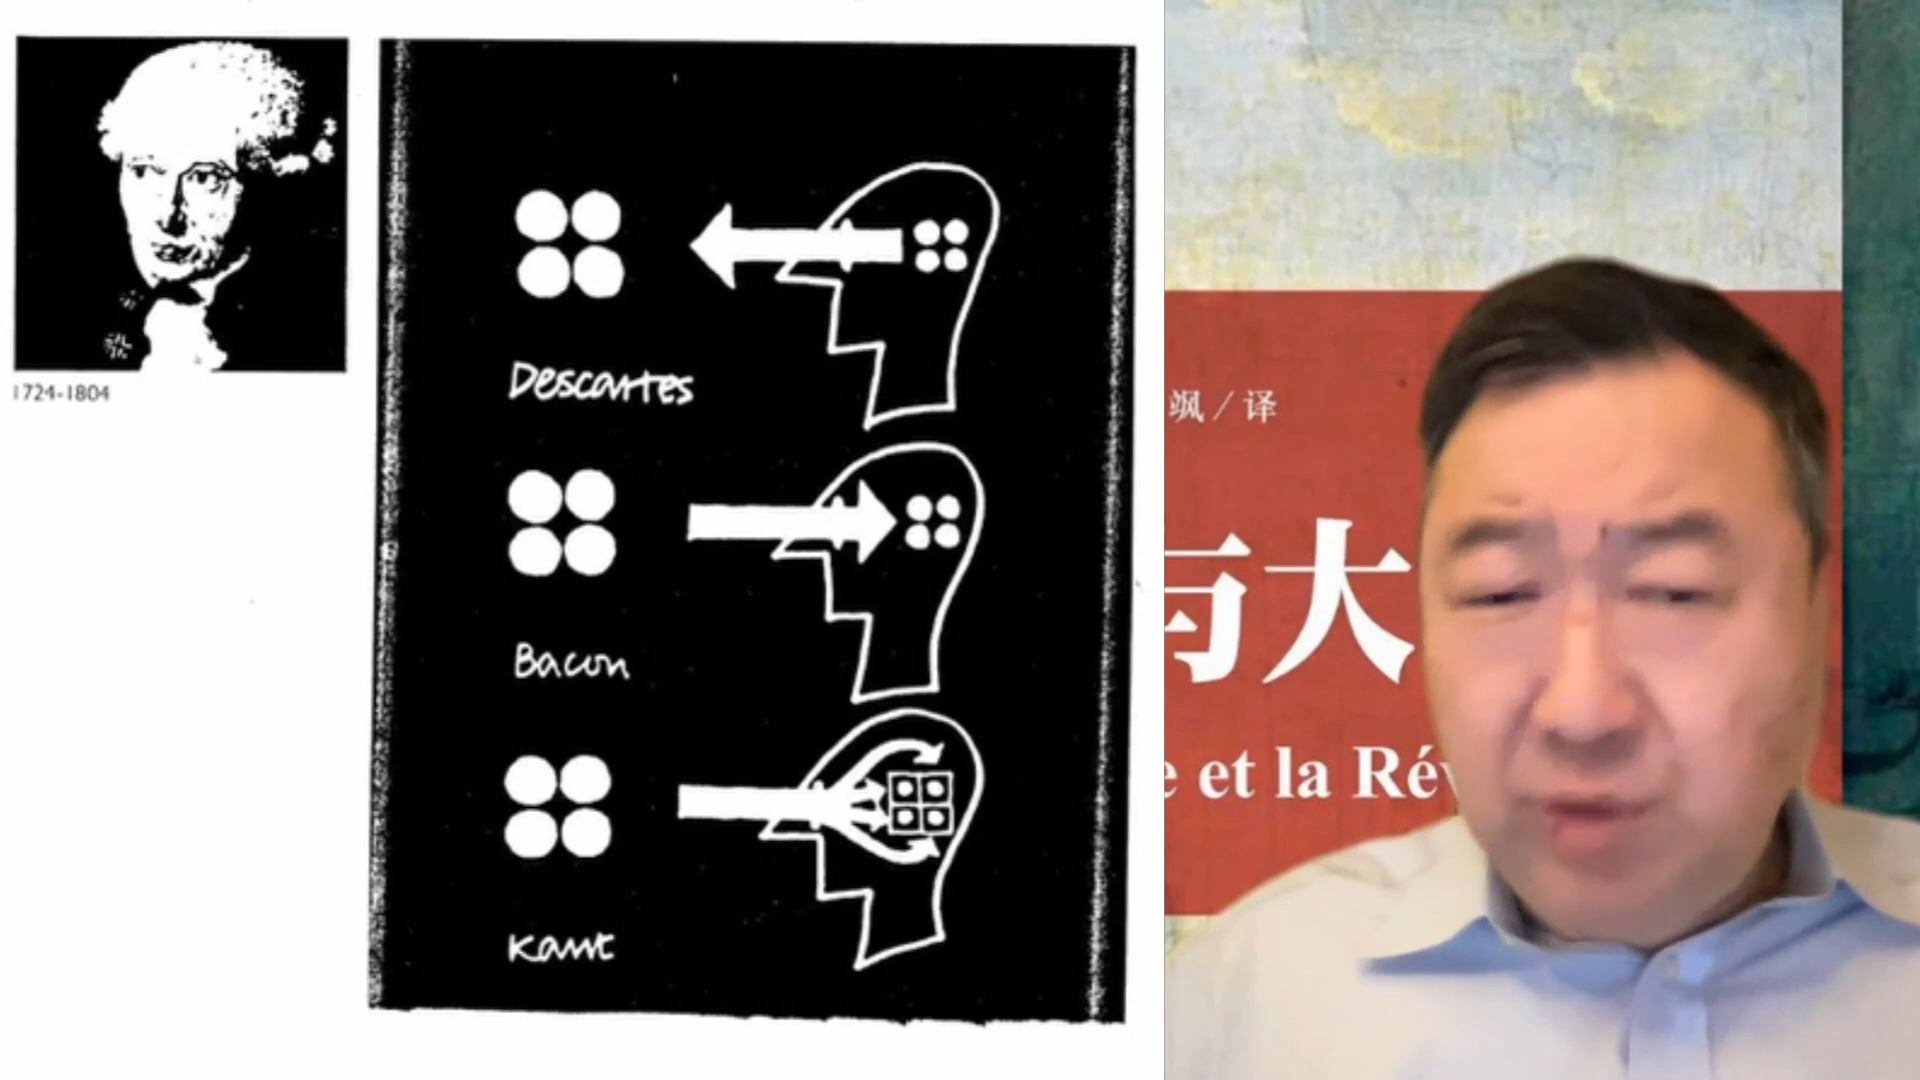 1724-1804
Descartes
Bacon
Kant
飒／译
与大
e et la Rév